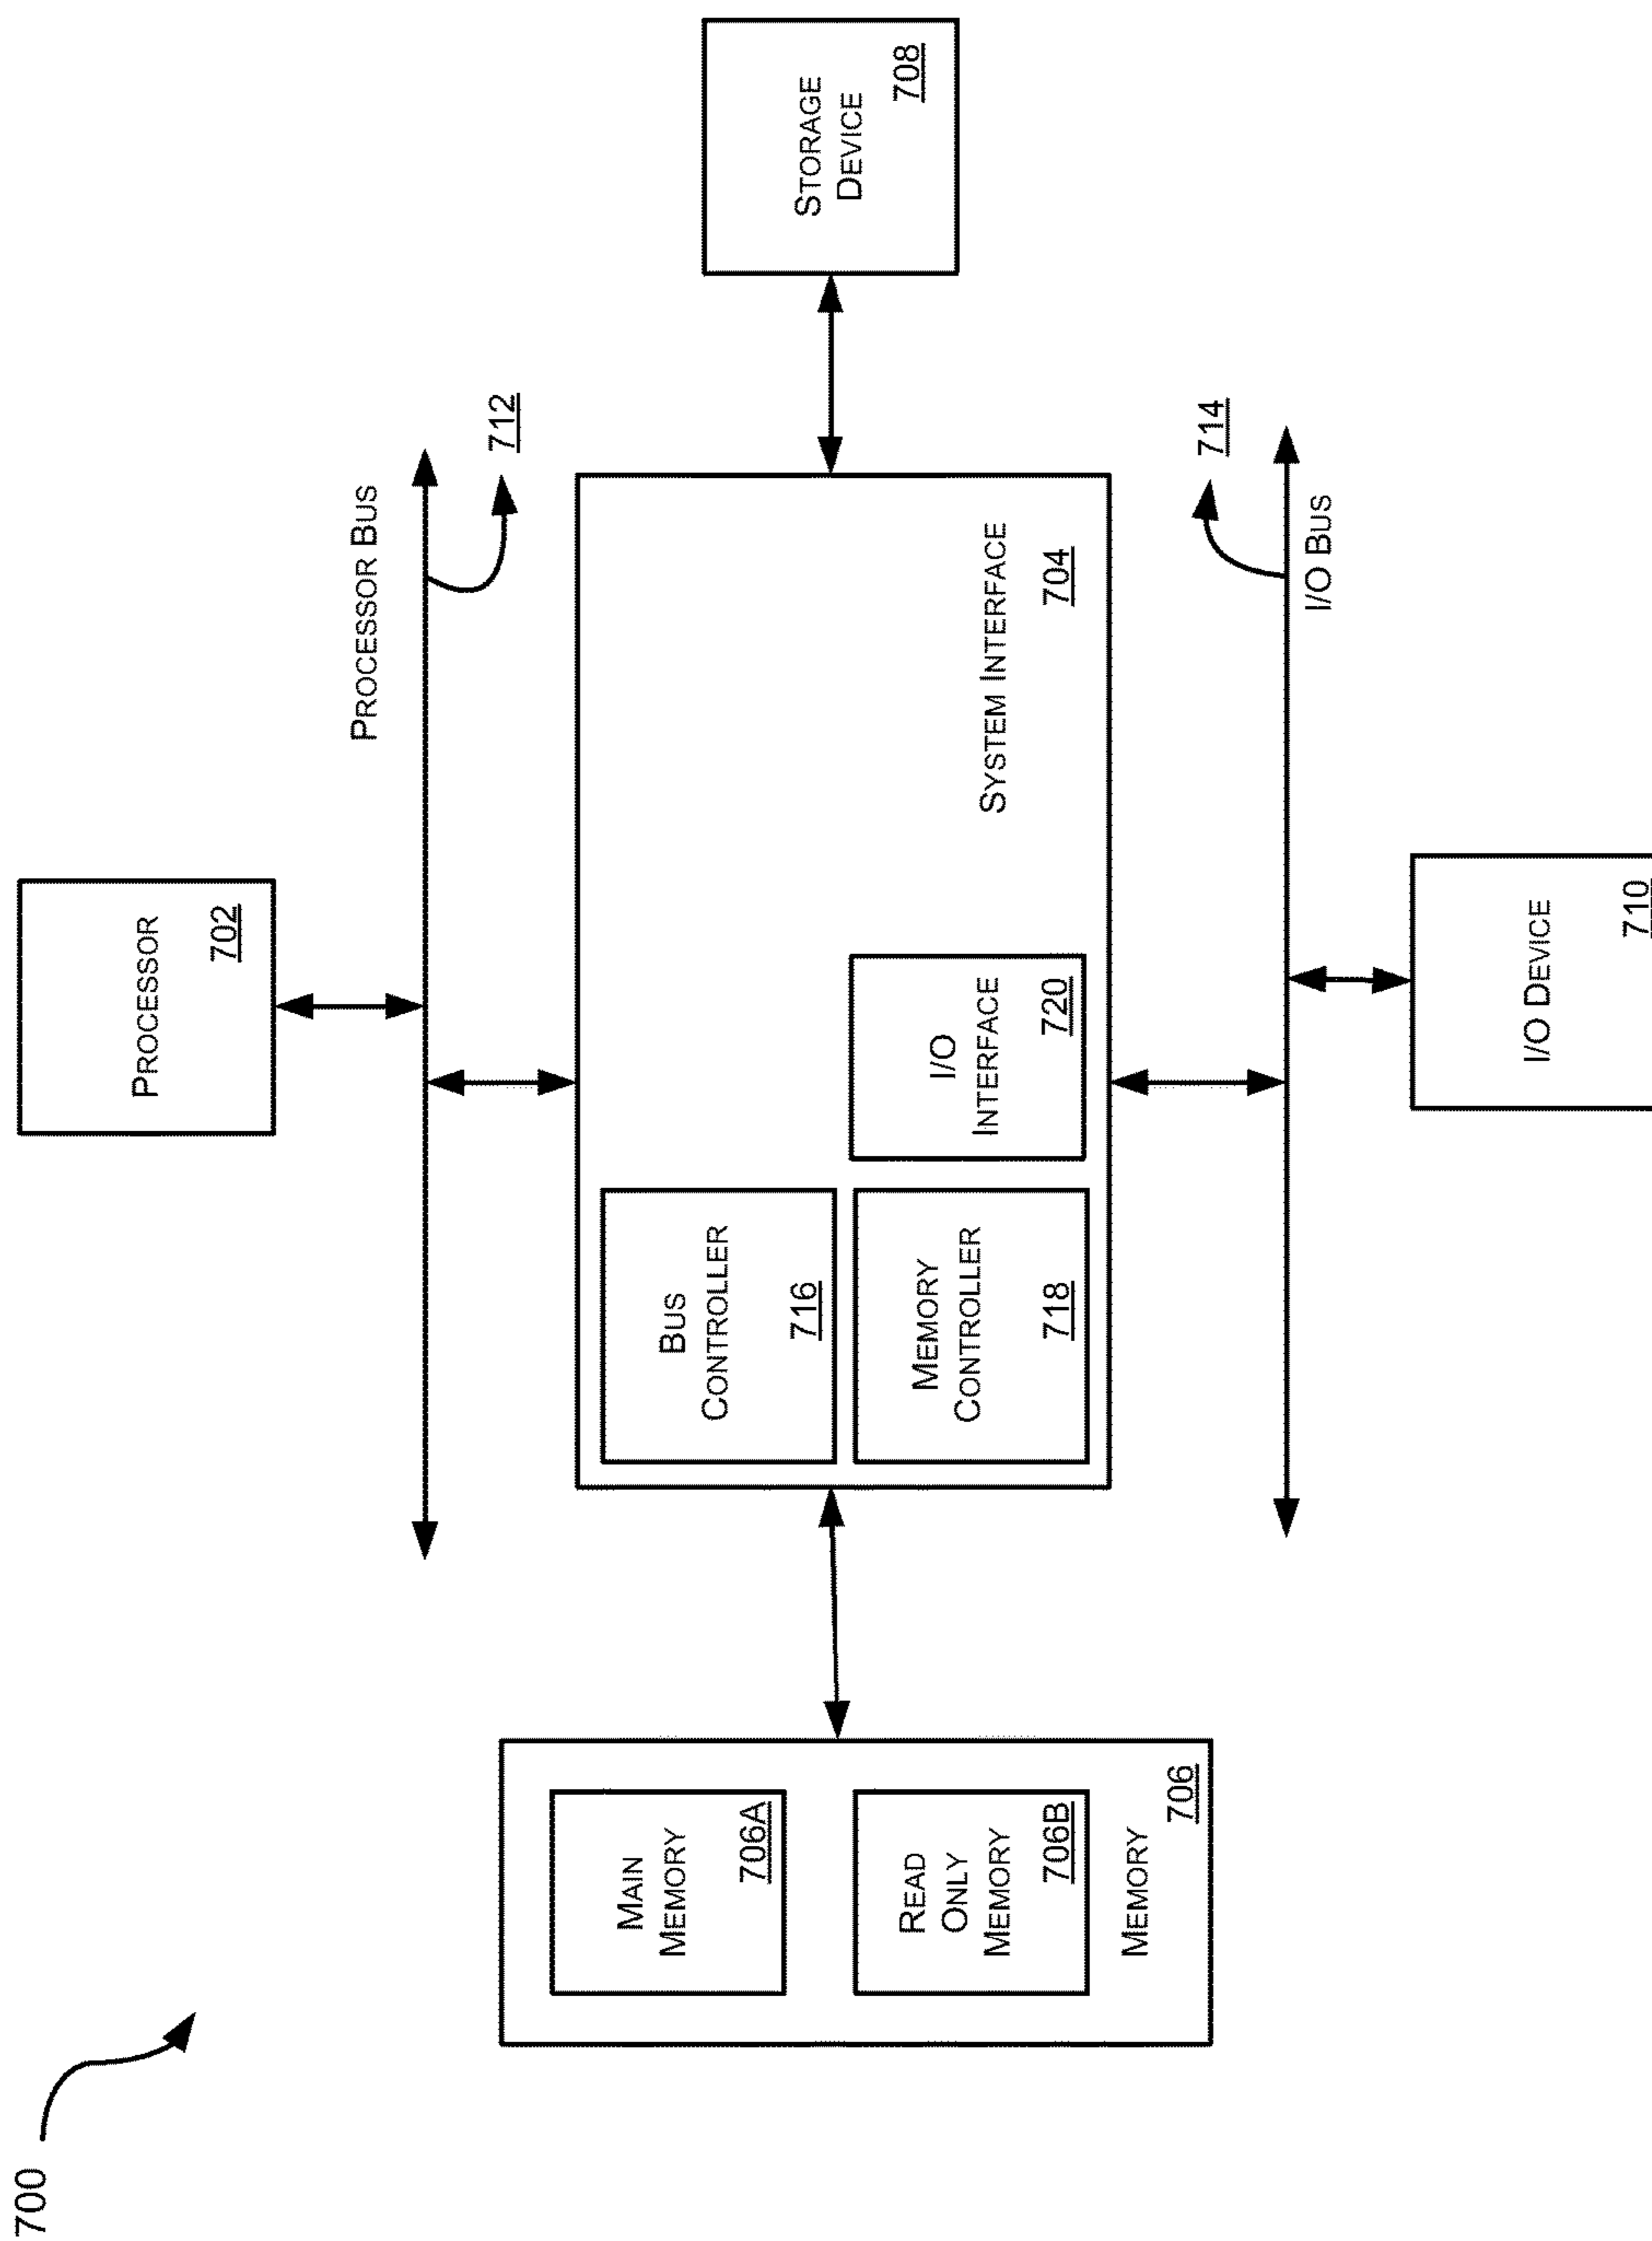 700
PROCESSOR
702
PROCESSOR BUS
712
MAIN
MEMORY
706A
READ
ONLY
MEMORY
706B
MEMORY
706
BUS
CONTROLLER
716
MEMORY
CONTROLLER
718
I/O
INTERFACE
720
SYSTEM INTERFACE
704
STORAGE
DEVICE
708
714
I/O BUS
I/O DEVICE
710